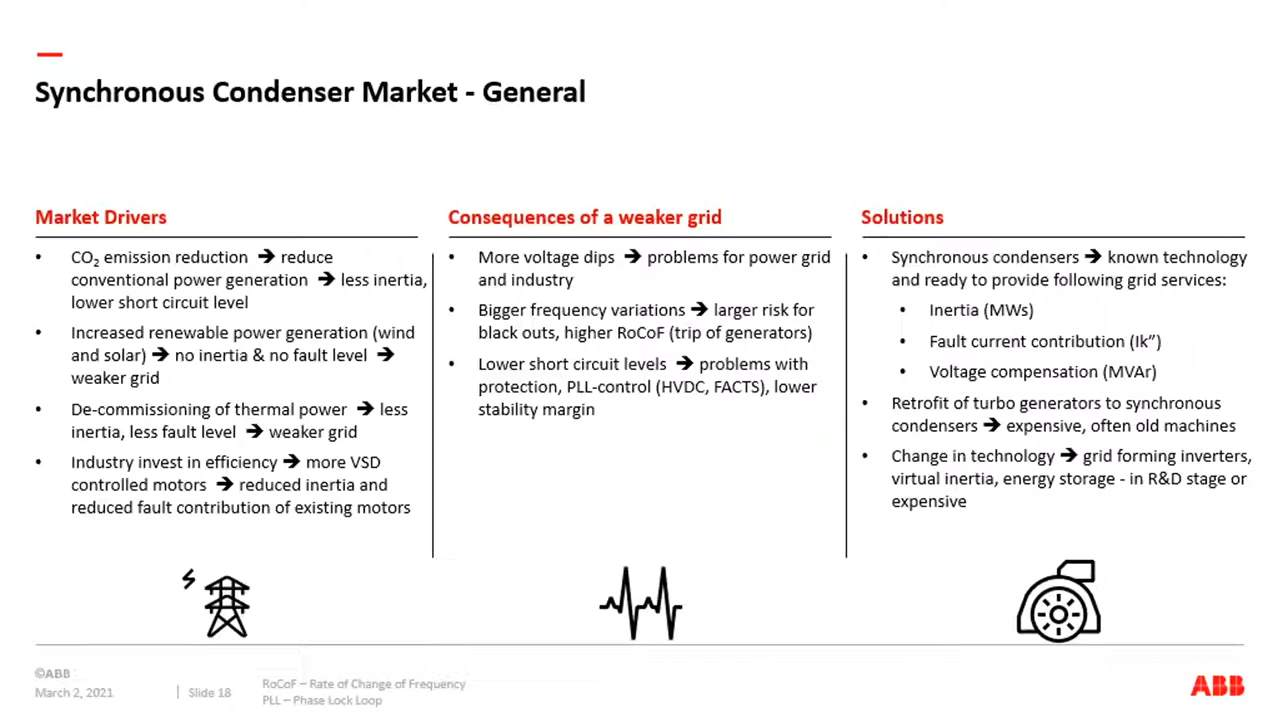 Synchronous Condenser Market - General
Market Drivers
• CO₂ emission reduction ➔ reduce
conventional power generation ➔ less inertia,
lower short circuit level
• Increased renewable power generation (wind
and solar) ➔ no inertia & no fault level ➔
weaker grid
• De-commissioning of thermal power ➔ less
inertia, less fault level ➔ weaker grid
• Industry invest in efficiency ➔ more VSD
controlled motors ➔ reduced inertia and
reduced fault contribution of existing motors
Consequences of a weaker grid
• More voltage dips ➔ problems for power grid
and industry
• Bigger frequency variations ➔ larger risk for
black outs, higher RoCoF (trip of generators)
• Lower short circuit levels ➔ problems with
protection, PLL-control (HVDC, FACTS), lower
stability margin
Solutions
• Synchronous condensers ➔ known technology
and ready to provide following grid services:
• Inertia (MWs)
• Fault current contribution (Ik”)
• Voltage compensation (MVAr)
• Retrofit of turbo generators to synchronous
condensers ➔ expensive, often old machines
• Change in technology ➔ grid forming inverters,
virtual inertia, energy storage - in R&D stage or
expensive
©ABB
March 2, 2021
Slide 18
RoCoF – Rate of Change of Frequency
PLL – Phase Lock Loop
ABB